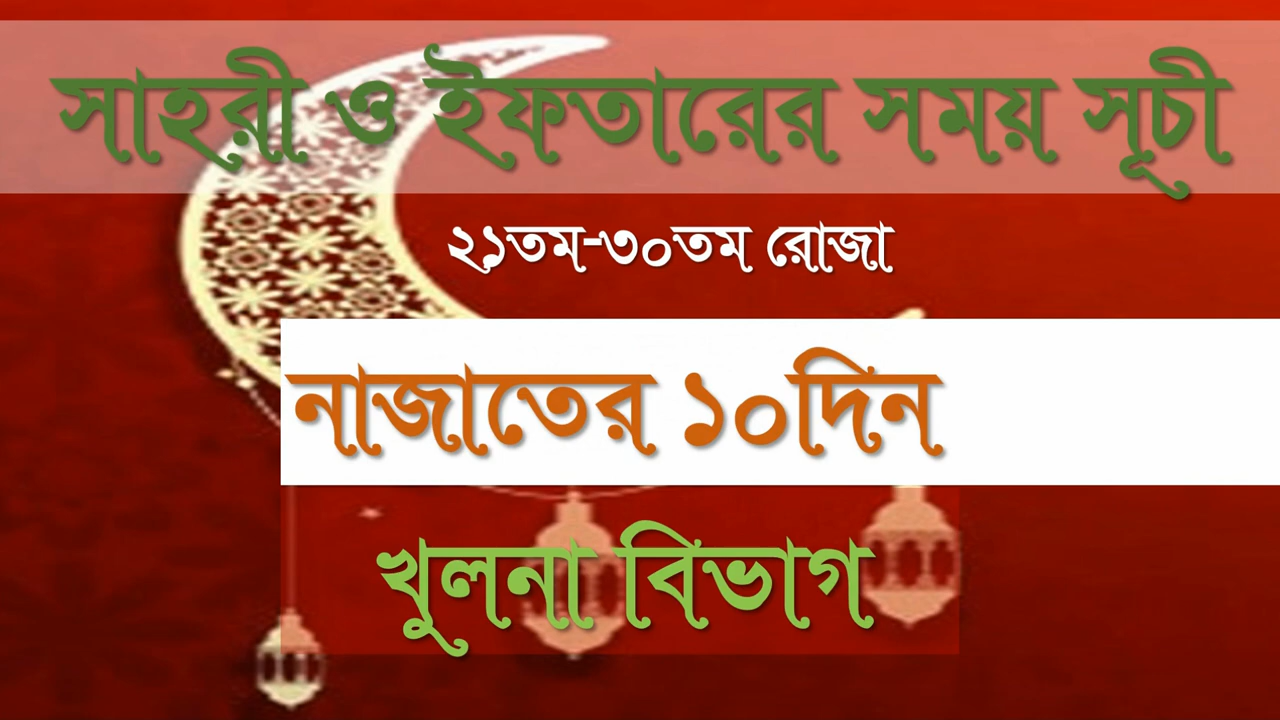 সাহরী ও ইফতারের সময় সূচী
২১তম-৩০তম রোজা
নাজাতের ১০দিন
খুলনা বিভাগ